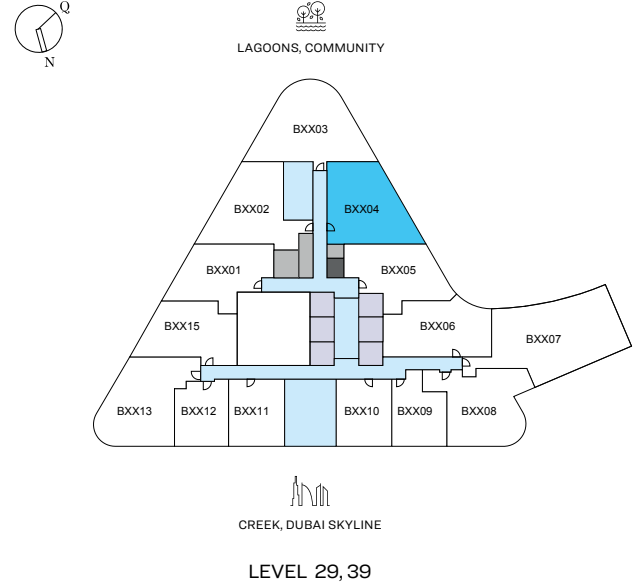 Q
N
LAGOONS, COMMUNITY
BXX03
BXX02
BXX04
BXX01
BXX05
BXX15
BXX06
BXX07
BXX13
BXX12
BXX11
BXX10
BXX09
BXX08
CREEK, DUBAI SKYLINE
LEVEL 29, 39